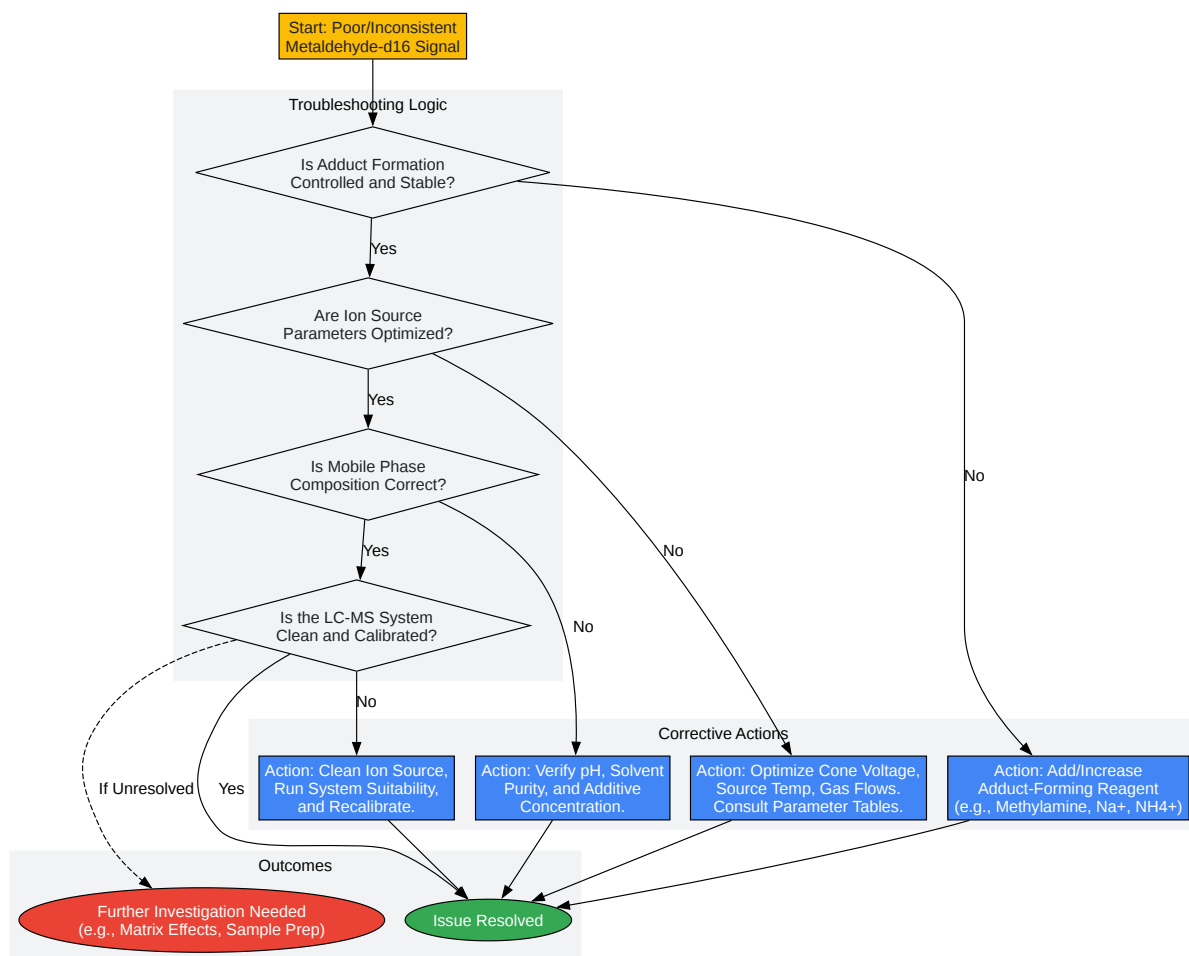 Start: Poor/Inconsistent
Metaldehyde-d16 Signal
Troubleshooting Logic
Is Adduct Formation
Controlled and Stable?
Yes
Are Ion Source
Parameters Optimized?
Yes
Is Mobile Phase
Composition Correct?
No
Yes
No
Is the LC-MS System
Clean and Calibrated?
No
No
Corrective Actions
Action: Clean Ion Source,
Run System Suitability,
and Recalibrate.
Action: Verify pH, Solvent
Purity, and Additive
Concentration.
Action: Optimize Cone Voltage,
Source Temp, Gas Flows.
Consult Parameter Tables.
Action: Add/Increase
Adduct-Forming Reagent
(e.g., Methylamine, Na+, NH4+)
If Unresolved
Yes
Outcomes
Further Investigation Needed
(e.g., Matrix Effects, Sample Prep)
Issue Resolved